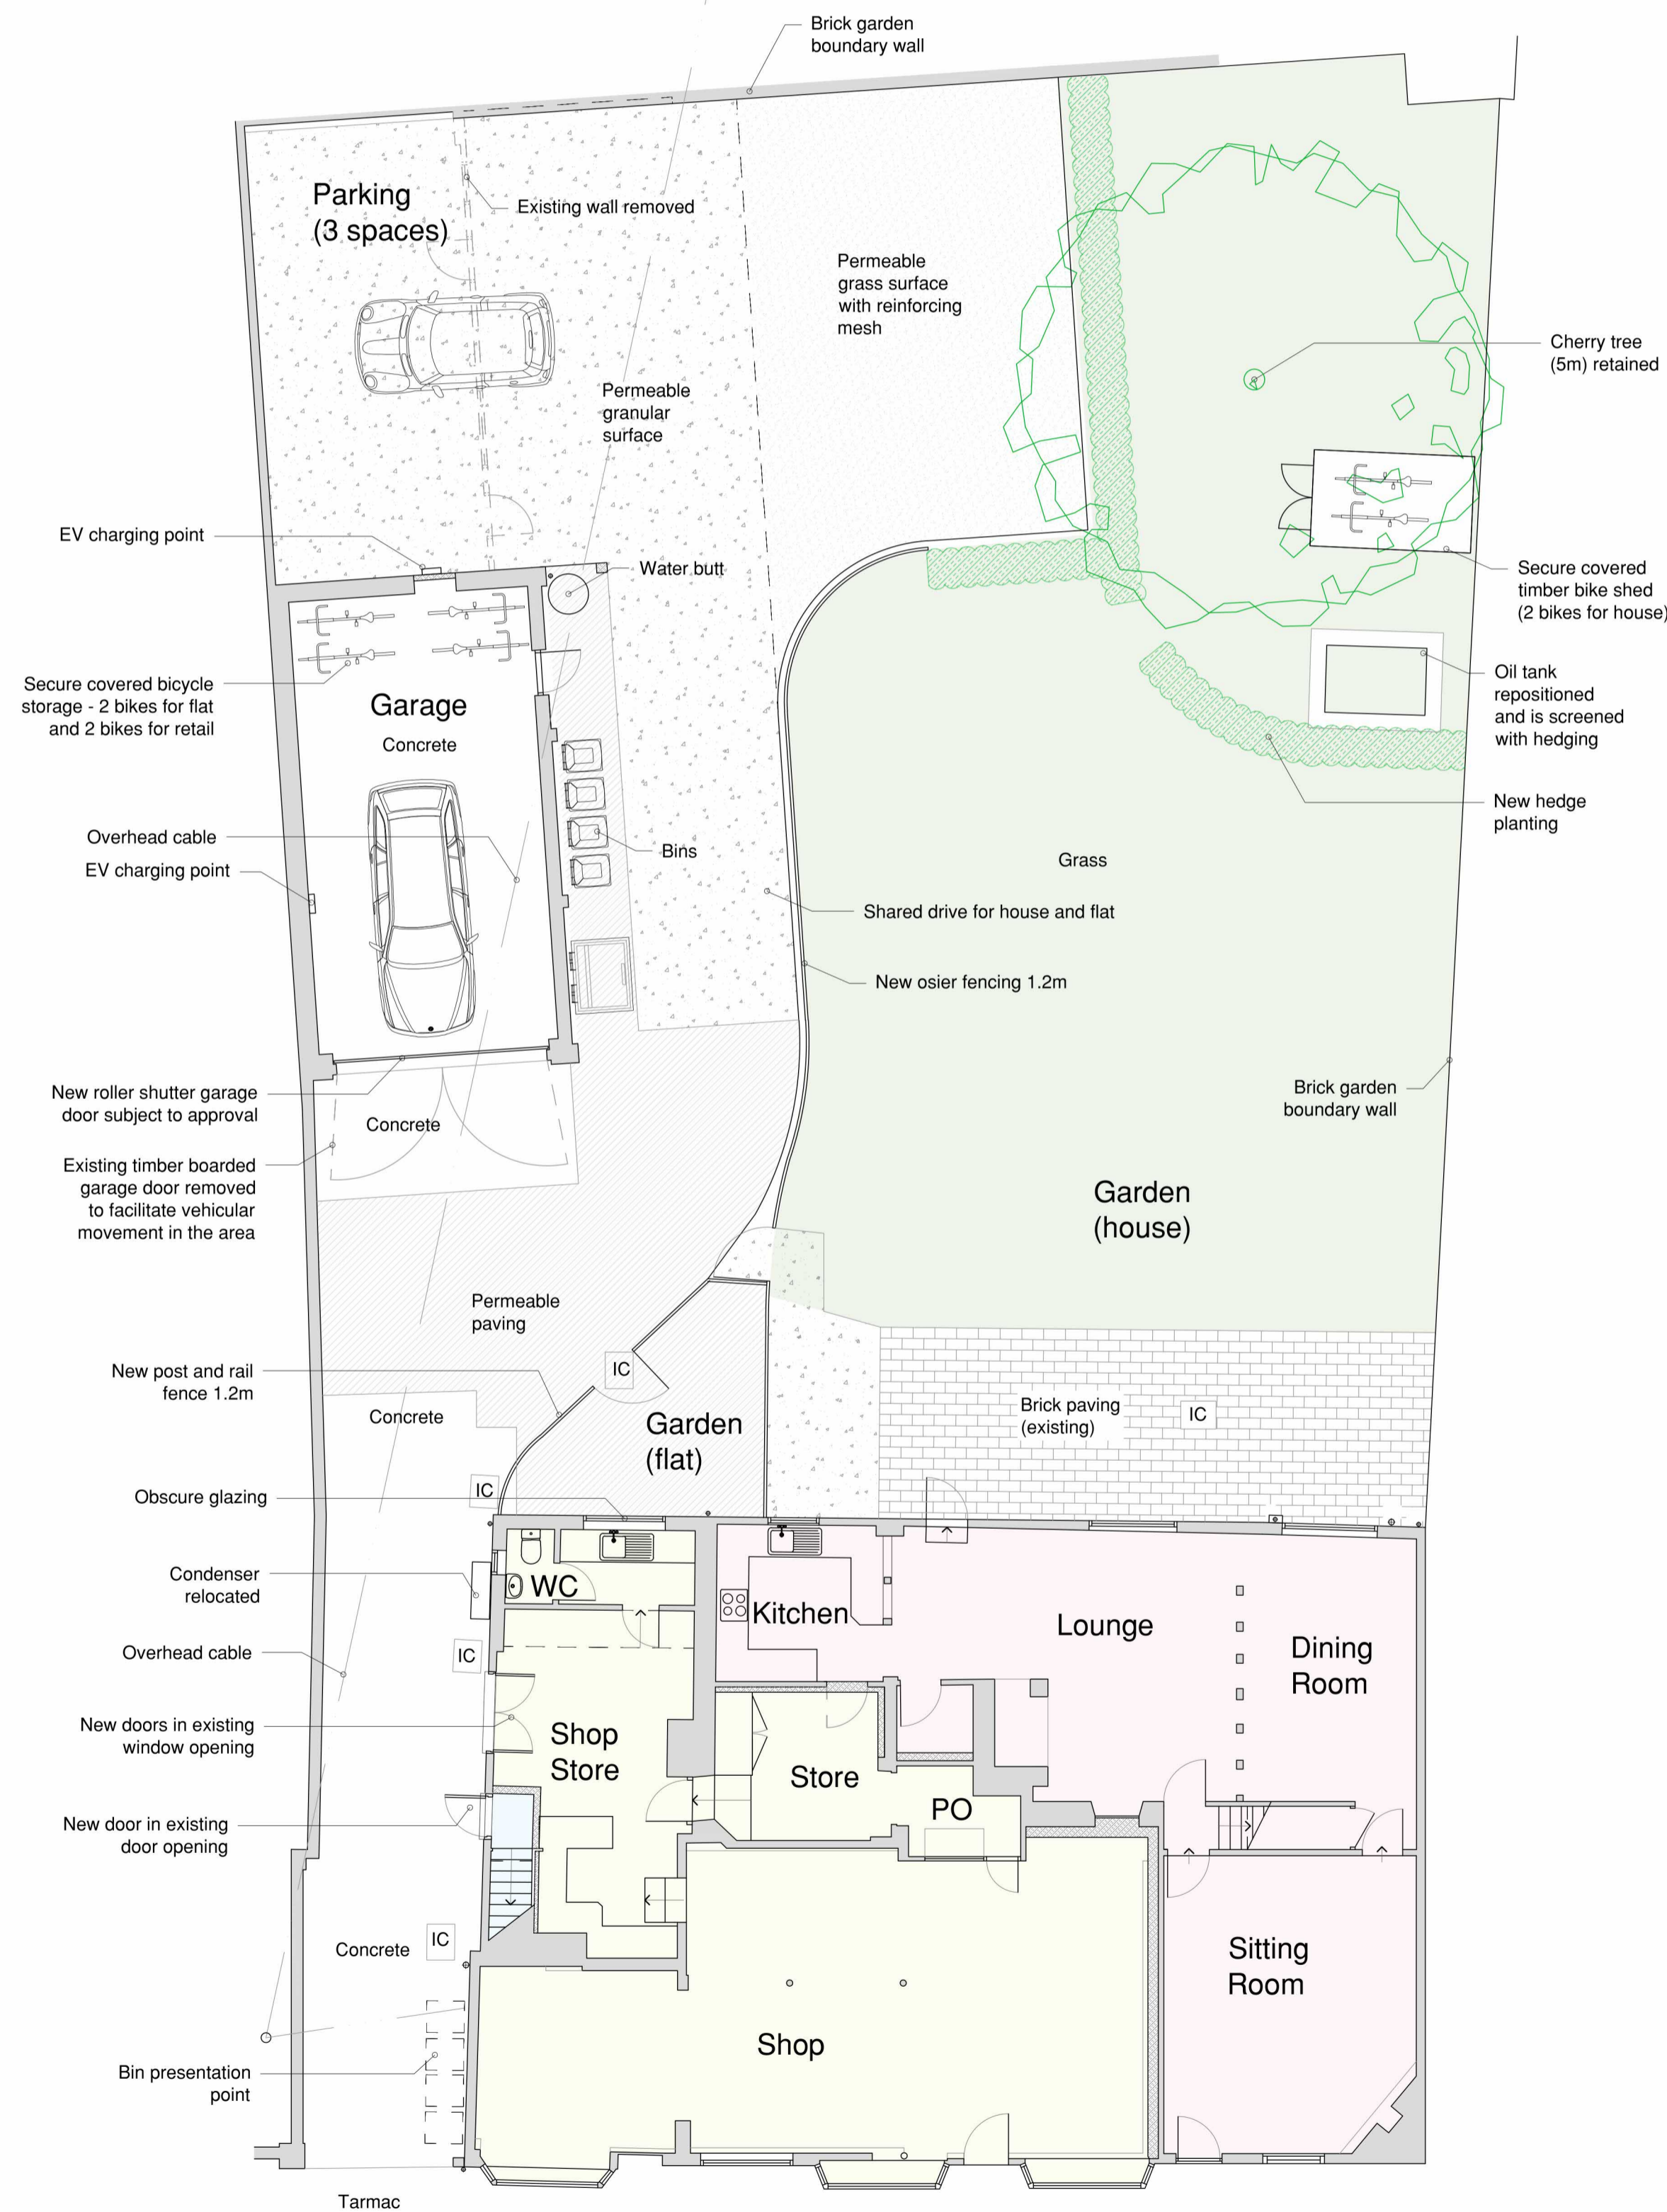 Brick garden
boundary wall
Parking
(3 spaces)
Existing wall removed
Permeable
grass surface
with reinforcing
mesh
Cherry tree
(5m) retained
Permeable
granular
surface
EV charging point
Water butt
Secure covered
timber bike shed
(2 bikes for house)
Secure covered bicycle
storage - 2 bikes for flat
and 2 bikes for retail
Garage
Concrete
Oil tank
repositioned
and is screened
with hedging
New hedge
planting
Overhead cable
EV charging point
Bins
Grass
Shared drive for house and flat
New osier fencing 1.2m
New roller shutter garage
door subject to approval
Concrete
Brick garden
boundary wall
Existing timber boarded
garage door removed
to facilitate vehicular
movement in the area
Garden
(house)
Permeable
paving
New post and rail
fence 1.2m
IC
Concrete
Garden
(flat)
Brick paving
(existing)
IC
Obscure glazing
IC
Condenser
relocated
WC
Kitchen
Lounge
Dining
Room
Overhead cable
IC
New doors in existing
window opening
Shop
Store
Store
PO
New door in existing
door opening
Concrete
IC
Sitting
Room
Shop
Bin presentation
point
Tarmac